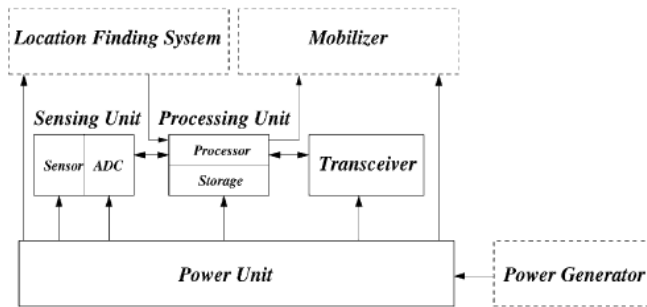 Location Finding System
Mobilizer
Sensing Unit
Processing Unit
Sensor
ADC
Processor
Storage
Transceiver
Power Unit
Power Generator